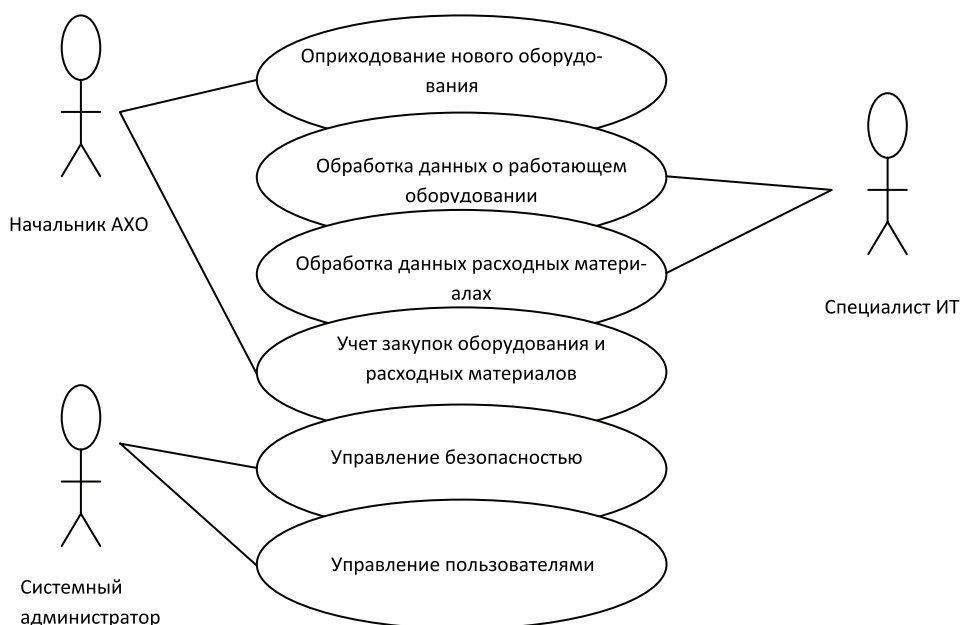 Оприходование нового оборудо-
вания
Обработка данных о работающем
оборудовании
Начальник АХО
Обработка данных расходных матери-
алах
Специалист ИТ
Учет закупок оборудования и
расходных материалов
Управление безопасностью
Управление пользователями
Системный
администратор